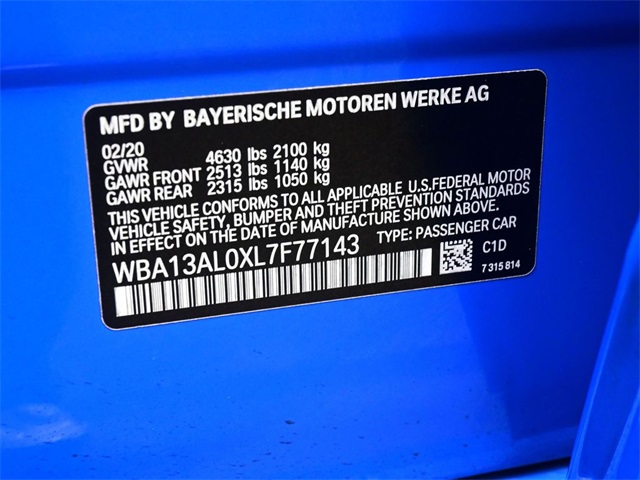 MFD BY BAYERISCHE MOTOREN WERKE AG
02/20
GVWR 4630 lbs 2100 kg
GAWR FRONT 2513 lbs 1140 kg
GAWR REAR 2315 lbs 1050 kg
THIS VEHICLE CONFORMS TO ALL APPLICABLE U.S.FEDERAL MOTOR
VEHICLE SAFETY, BUMPER AND THEFT PREVENTION STANDARDS
IN EFFECT ON THE DATE OF MANUFACTURE SHOWN ABOVE.
WBA13AL0XL7F77143 TYPE: PASSENGER CAR
C1D
7 315 814